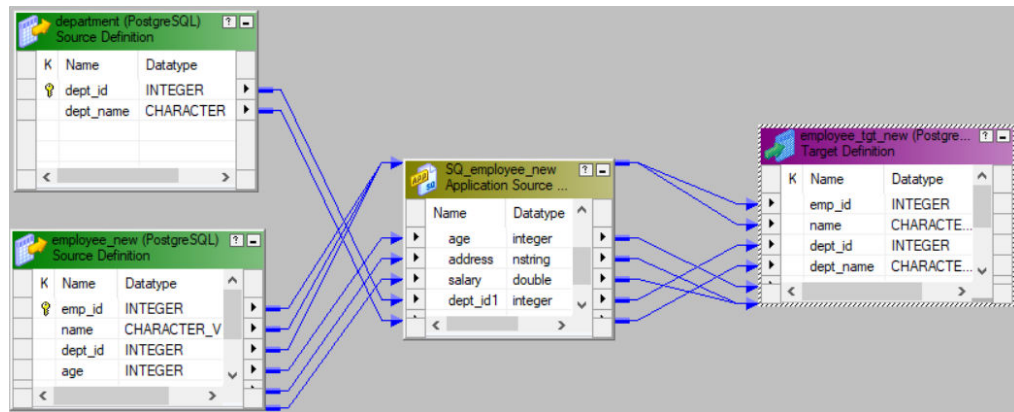 department (PostgreSQL)
Source Definition
K Name Datatype
dept_id INTEGER
dept_name CHARACTER
employee_new (PostgreSQL)
Source Definition
K Name Datatype
emp_id INTEGER
name CHARACTER_V
dept_id INTEGER
age INTEGER
SQ_employee_new
Application Source ...
Name Datatype
age integer
address nstring
salary double
dept_id1 integer
employee_tgt_new (Postgre...
Target Definition
K Name Datatype
emp_id INTEGER
name CHARACTE...
dept_id INTEGER
dept_name CHARACTE...